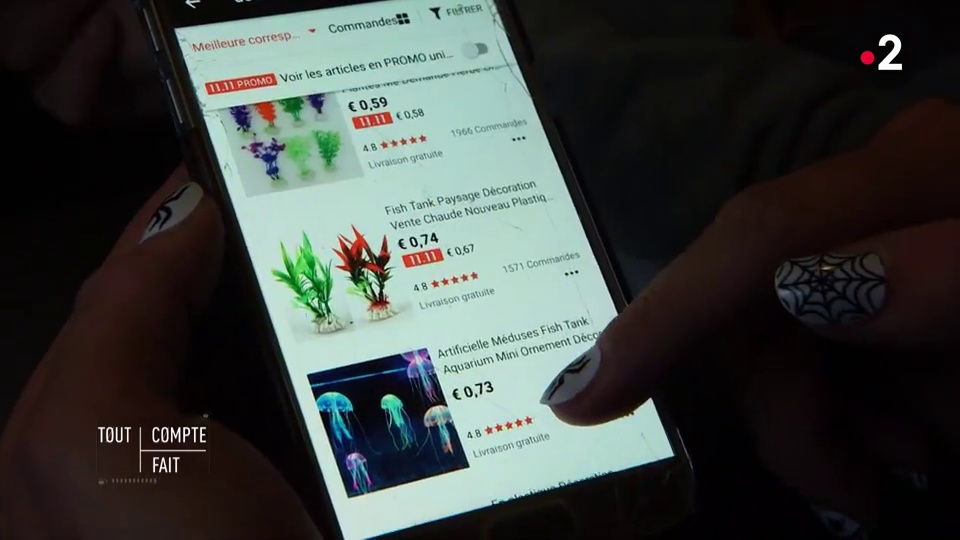 Meilleure corresp...
Commandes
FILTRER
11.11 PROMO
Voir les articles en PROMO uni...
€ 0,59
11.11
€ 0,58
4.8
1966 Commandes
Livraison gratuite
Fish Tank Paysage Décoration
Vente Chaude Nouveau Plastiq...
€ 0,74
11.11
€ 0,67
4.8
1571 Commandes
Livraison gratuite
Artificielle Méduses Fish Tank
Aquarium Mini Ornement Décor
€ 0,73
4.8
Livraison gratuite
2
TOUT COMPTE
FAIT